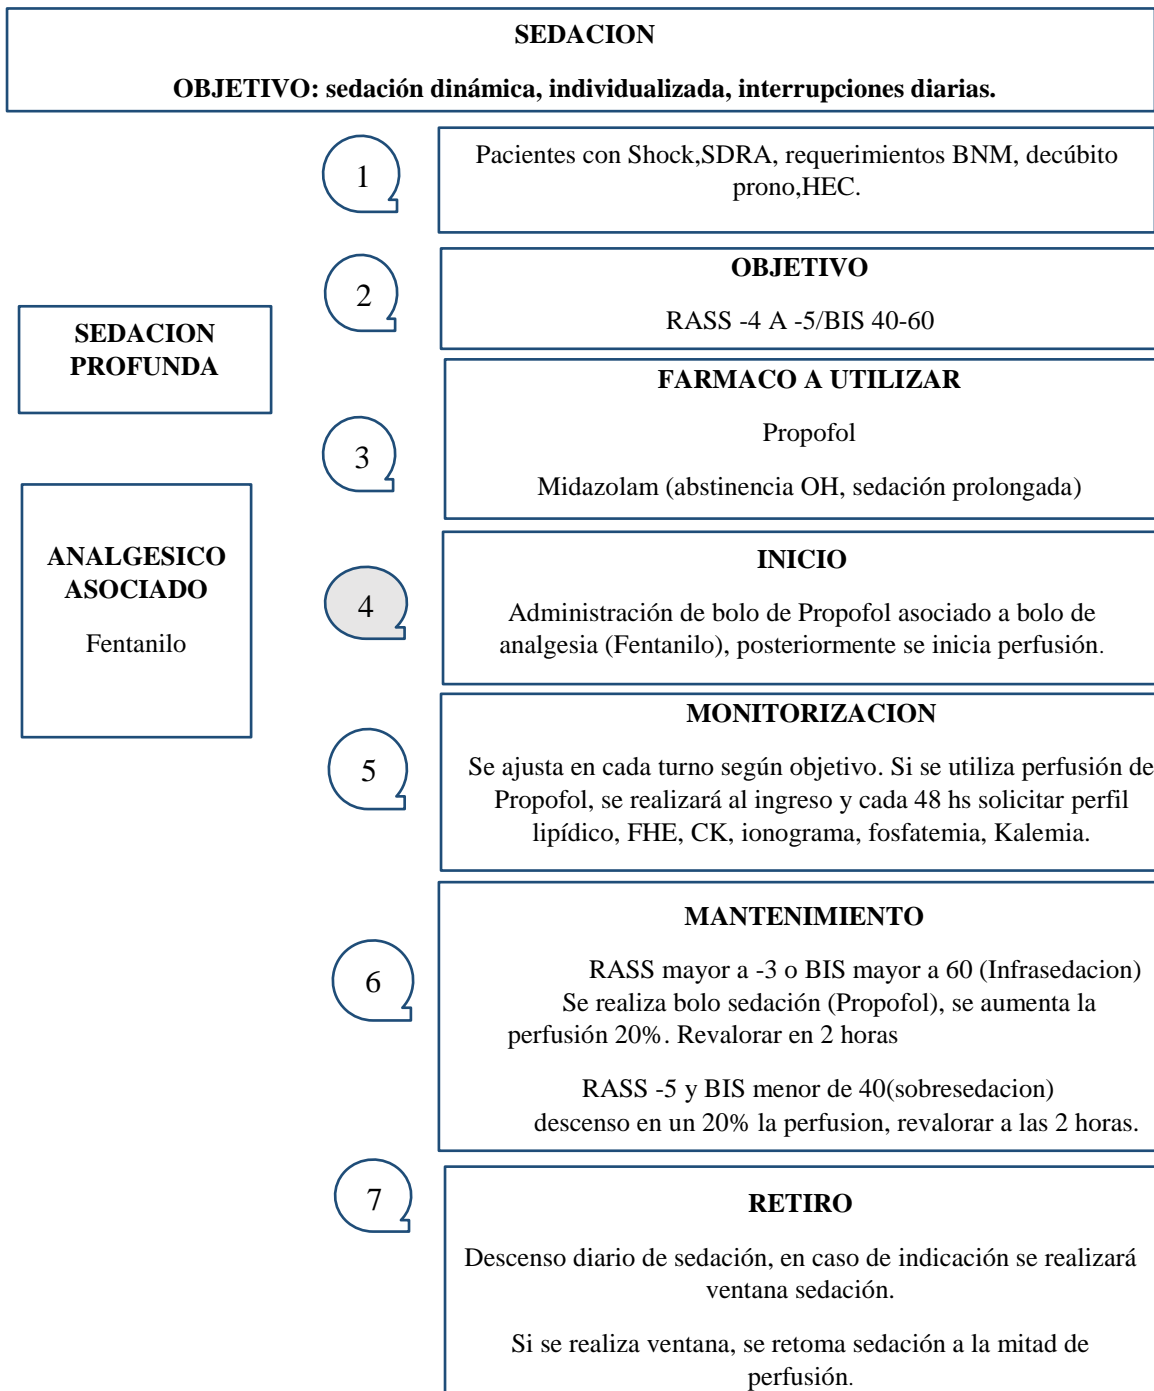 SEDACION
OBJETIVO: sedación dinámica, individualizada, interrupciones diarias.
1
Pacientes con Shock,SDRA, requerimientos BNM, decúbito
prono,HEC.
2
OBJETIVO
RASS -4 A -5/BIS 40-60
SEDACION
PROFUNDA
3
FARMACO A UTILIZAR
Propofol
Midazolam (abstinencia OH, sedación prolongada)
ANALGESICO
ASOCIADO
Fentanilo
4
INICIO
Administración de bolo de Propofol asociado a bolo de
analgesia (Fentanilo), posteriormente se inicia perfusión.
5
MONITORIZACION
Se ajusta en cada turno según objetivo. Si se utiliza perfusión de
Propofol, se realizará al ingreso y cada 48 hs solicitar perfil
lipídico, FHE, CK, ionograma, fosfatemia, Kalemia.
6
MANTENIMIENTO
RASS mayor a -3 o BIS mayor a 60 (Infrasedacion)
Se realiza bolo sedación (Propofol), se aumenta la
perfusión 20%. Revalorar en 2 horas
RASS -5 y BIS menor de 40(sobresedacion)
descenso en un 20% la perfusion, revalorar a las 2 horas.
7
RETIRO
Descenso diario de sedación, en caso de indicación se realizará
ventana sedación.
Si se realiza ventana, se retoma sedación a la mitad de
perfusión.